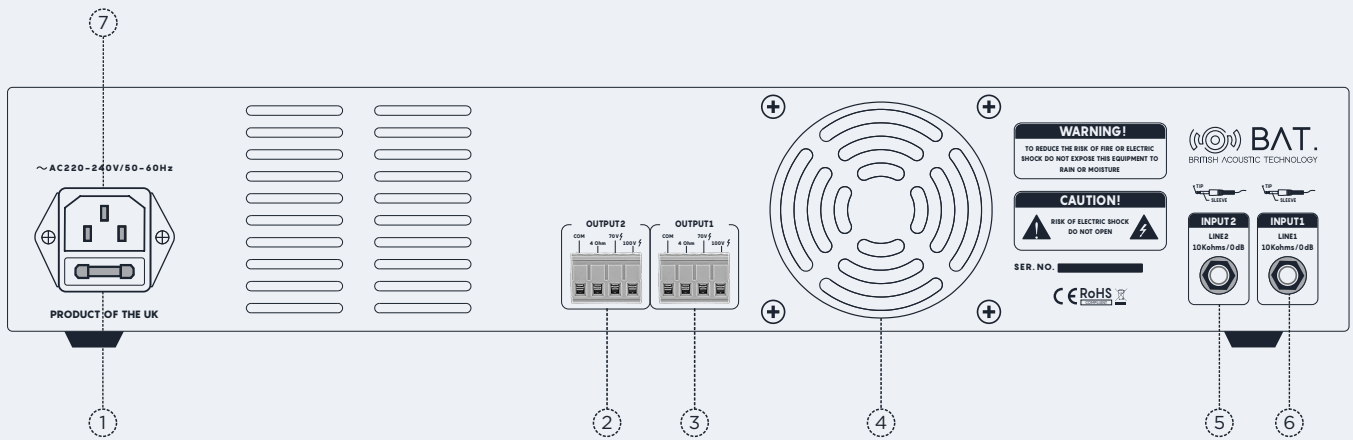 7
~AC220-240V/50-60Hz
PRODUCT OF THE UK
OUTPUT2
COM
4 Ohm
70V
100V
OUTPUT1
COM
4 Ohm
70V
100V
WARNING!
TO REDUCE THE RISK OF FIRE OR ELECTRIC
SHOCK DO NOT EXPOSE THIS EQUIPMENT TO
RAIN OR MOISTURE
CAUTION!
RISK OF ELECTRIC SHOCK
DO NOT OPEN
SER. NO.
CE RoHS
COMPLIANT
BΛT.
BRITISH ΛCOUSTIC TECHNOLOGY
TIP
SLEEVE
TIP
SLEEVE
INPUT2
LINE2
10Kohms/0dB
INPUT1
LINE1
10Kohms/0dB
1
2
3
4
5
6